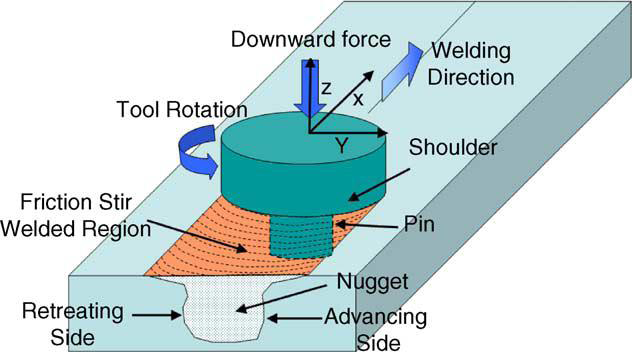 Downward force
Welding
Direction
z
x
Tool Rotation
Y
Shoulder
Friction Stir
Welded Region
Pin
Nugget
Retreating
Side
Advancing
Side